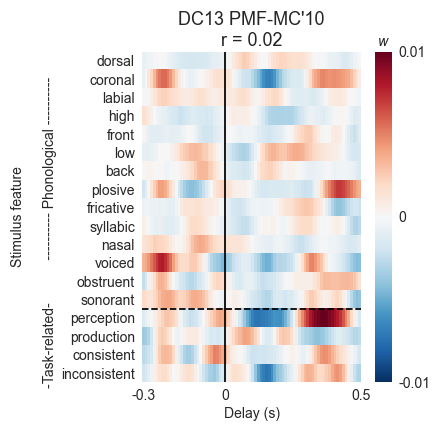 DC13 PMF-MC'10
r = 0.02
w
dorsal
coronal
labial
high
front
low
back
plosive
fricative
syllabic
nasal
voiced
obstruent
sonorant
perception
production
consistent
inconsistent
Stimulus feature
-Task-related- ---------- Phonological ----------
0.01
0
-0.01
-0.3 0 0.5
Delay (s)